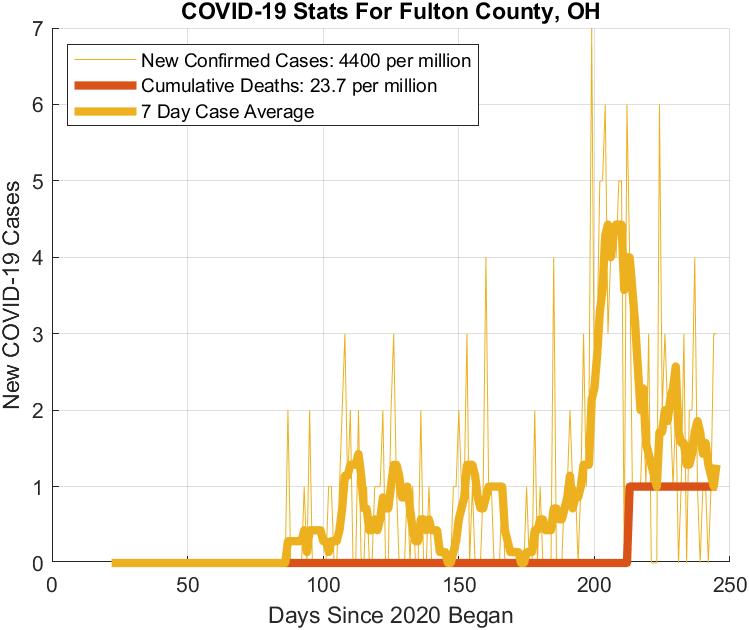 COVID-19 Stats For Fulton County, OH
7
6
5
4
3
2
1
0
New COVID-19 Cases
New Confirmed Cases: 4400 per million
Cumulative Deaths: 23.7 per million
7 Day Case Average
0 50 100 150 200 250
Days Since 2020 Began